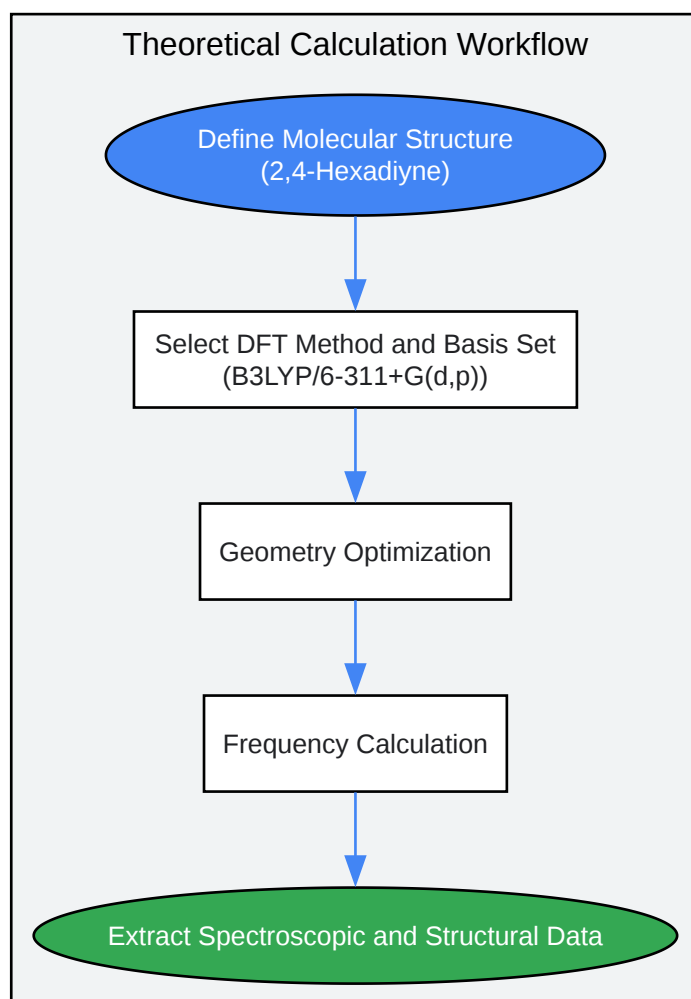 Theoretical Calculation Workflow
Define Molecular Structure
(2,4-Hexadiyne)
Select DFT Method and Basis Set
(B3LYP/6-311+G(d,p))
Geometry Optimization
Frequency Calculation
Extract Spectroscopic and Structural Data